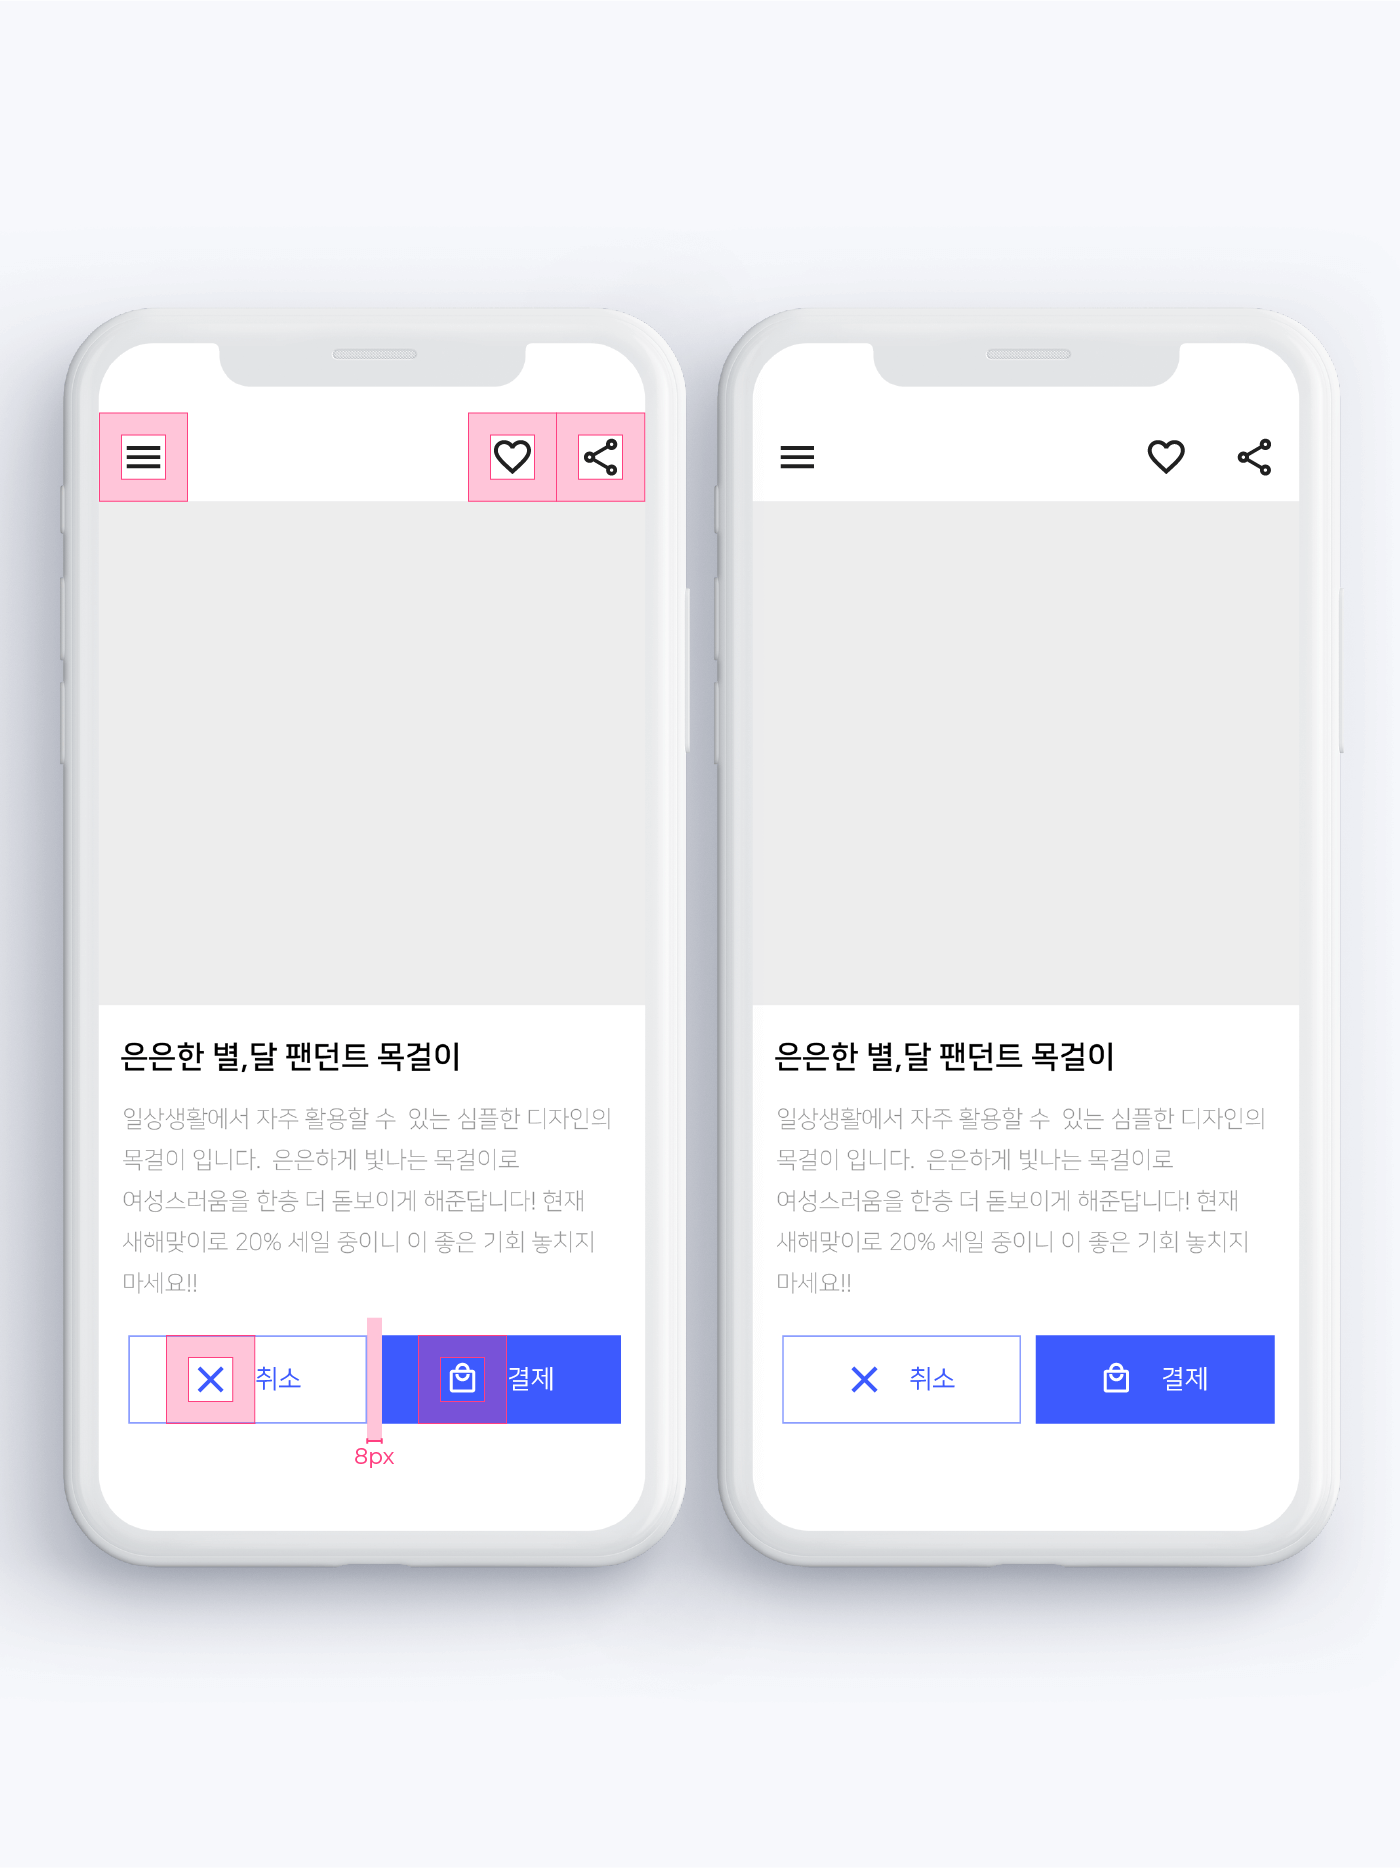 은은한 별,달 팬던트 목걸이
일상생활에서 자주 활용할 수 있는 심플한 디자인의
목걸이 입니다. 은은하게 빛나는 목걸이로
여성스러움을 한층 더 돋보이게 해준답니다! 현재
새해맞이로 20% 세일 중이니 이 좋은 기회 놓치지
마세요!!
취소
결제
8px
은은한 별,달 팬던트 목걸이
일상생활에서 자주 활용할 수 있는 심플한 디자인의
목걸이 입니다. 은은하게 빛나는 목걸이로
여성스러움을 한층 더 돋보이게 해준답니다! 현재
새해맞이로 20% 세일 중이니 이 좋은 기회 놓치지
마세요!!
취소
결제